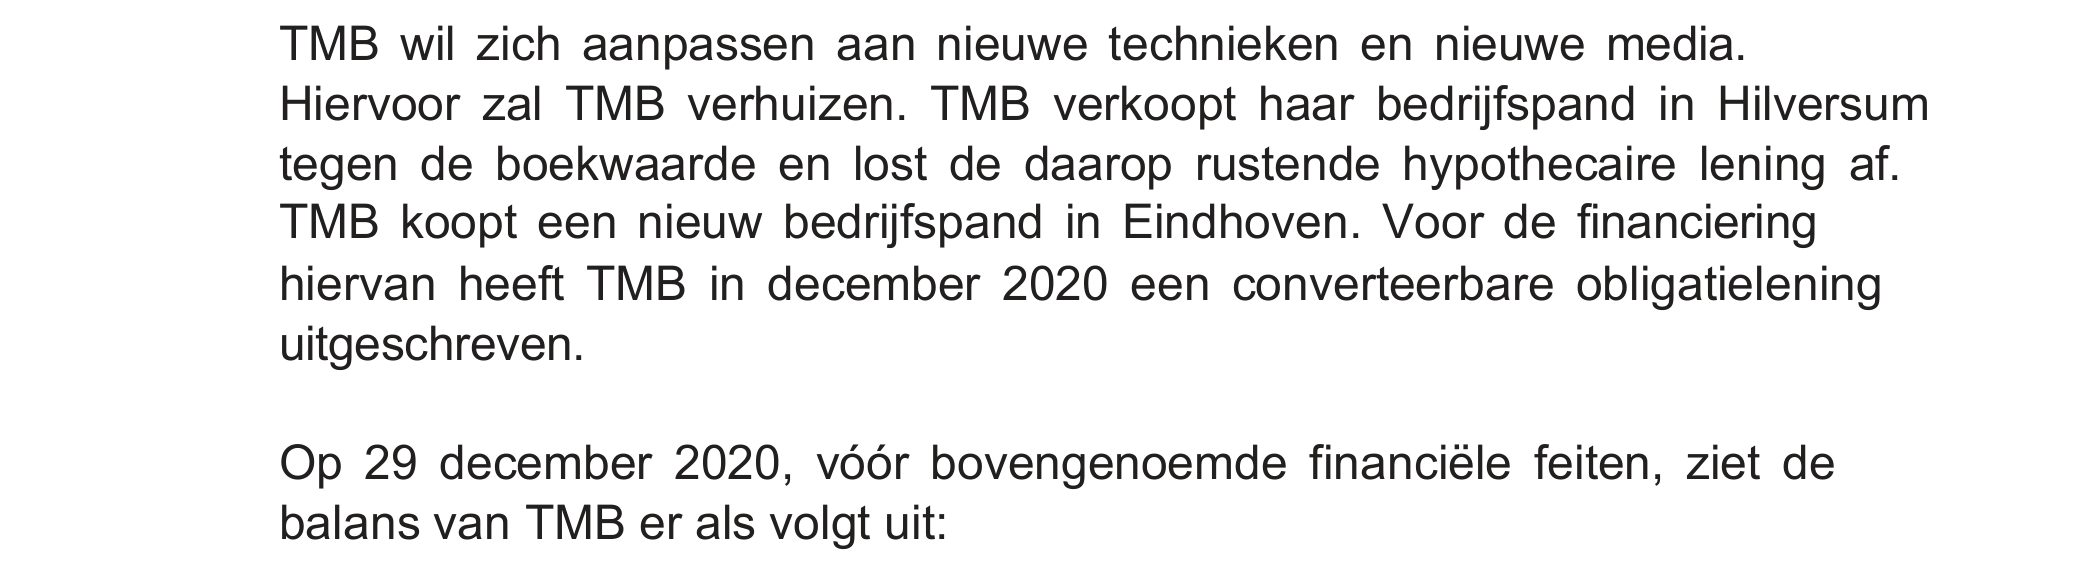 TMB wil zich aanpassen aan nieuwe technieken en nieuwe media.
Hiervoor zal TMB verhuizen. TMB verkoopt haar bedrijfspand in Hilversum
tegen de boekwaarde en lost de daarop rustende hypothecaire lening af.
TMB koopt een nieuw bedrijfspand in Eindhoven. Voor de financiering
hiervan heeft TMB in december 2020 een converteerbare obligatielening
uitgeschreven.
Op 29 december 2020, vóór bovengenoemde financiële feiten, ziet de
balans van TMB er als volgt uit: